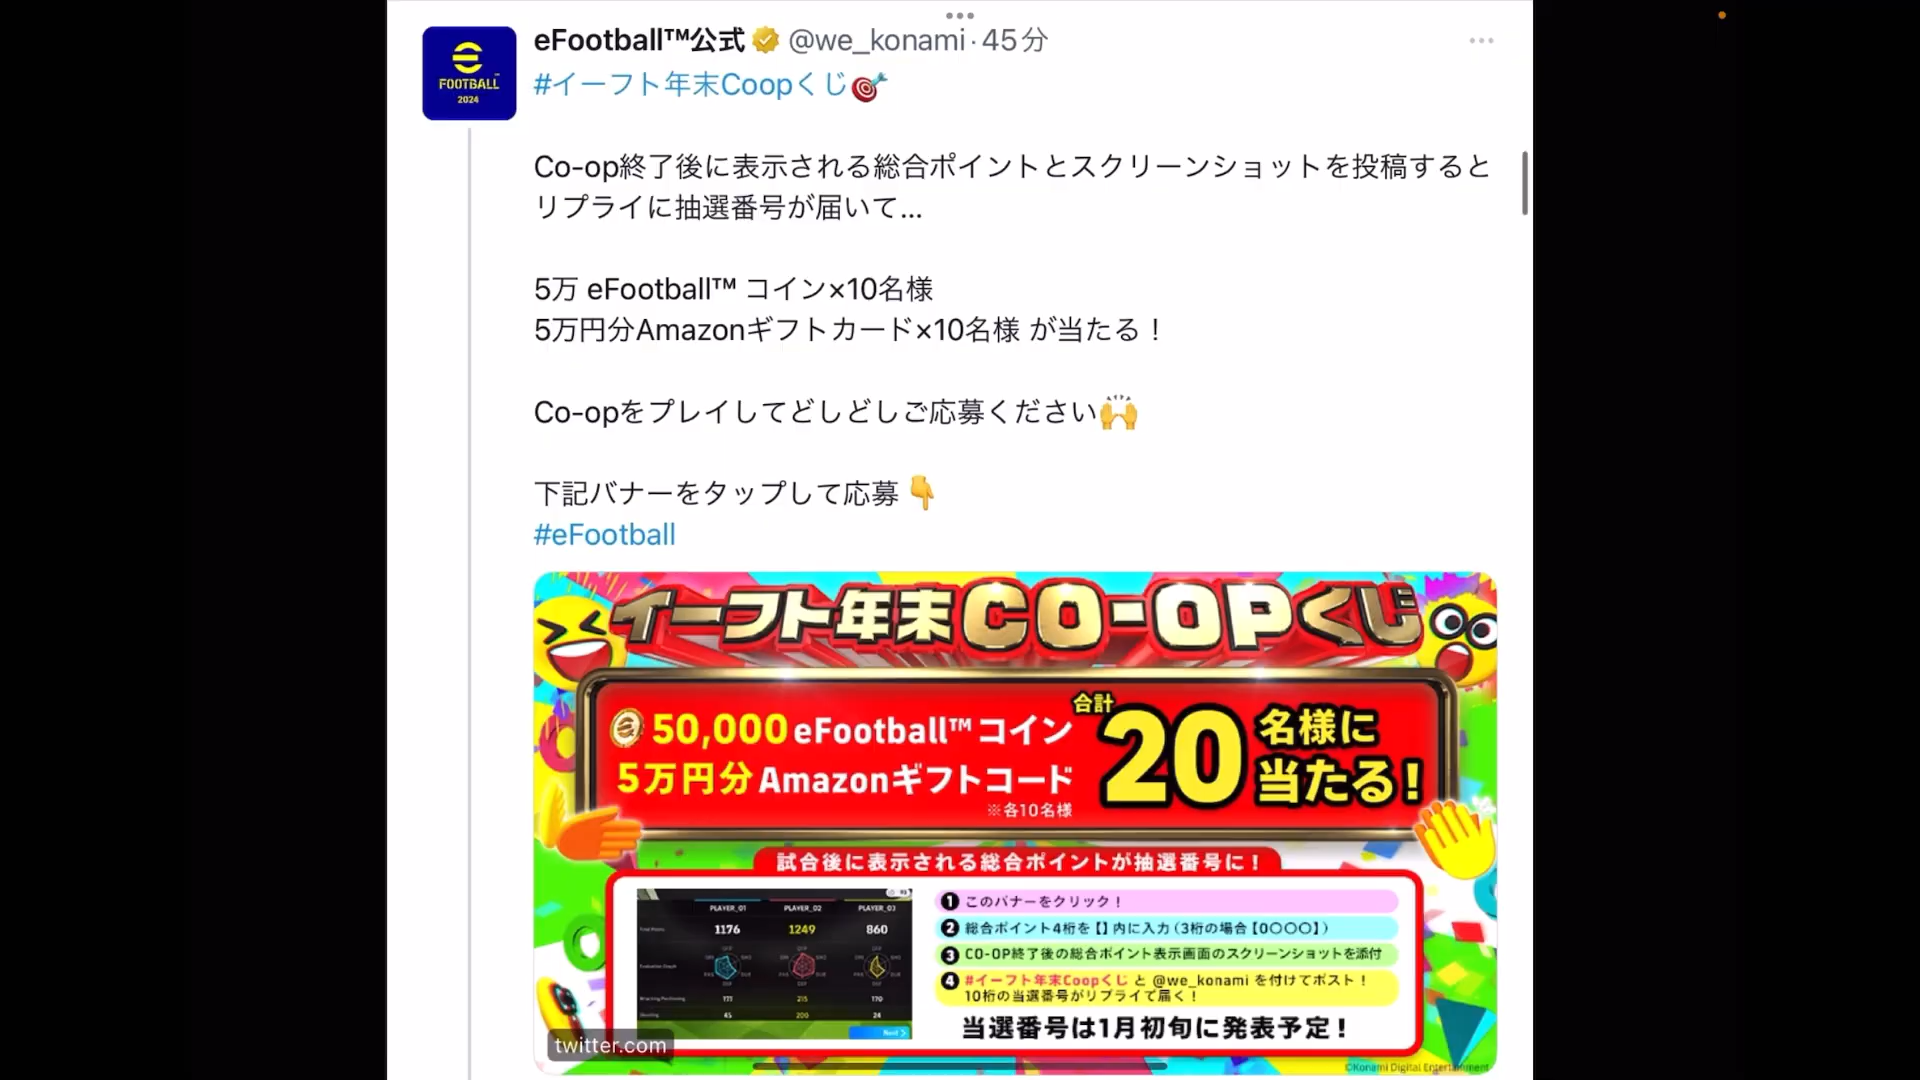 eFootball™公式 @we_konami · 45分
#イーフト年末Coopくじ
Co-op終了後に表示される総合ポイントとスクリーンショットを投稿すると
リプライに抽選番号が届いて...
5万 eFootball™ コイン×10名様
5万円分Amazonギフトカード×10名様 が当たる！
Co-opをプレイしてどしどしご応募ください
下記バナーをタップして応募
#eFootball
FOOTBALL
2024
イーフト年末CO-OPくじ
50,000 eFootball™ コイン
5万円分 Amazonギフトコード
※各10名様
合計
20名様に
当たる！
試合後に表示される総合ポイントが抽選番号に！
PLAYER_01 PLAYER_02 PLAYER_03
1176 1249 860
177 215 170
45 200 24
Next
1 このバナーをクリック！
2 総合ポイント4桁を【】内に入力（3桁の場合【0〇〇〇】）
3 CO-OP終了後の総合ポイント表示画面のスクリーンショットを添付
4 #イーフト年末Coopくじ と @we_konami を付けてポスト！
10桁の当選番号がリプライで届く！
当選番号は1月初旬に発表予定！
twitter.com
©Konami Digital Entertainment